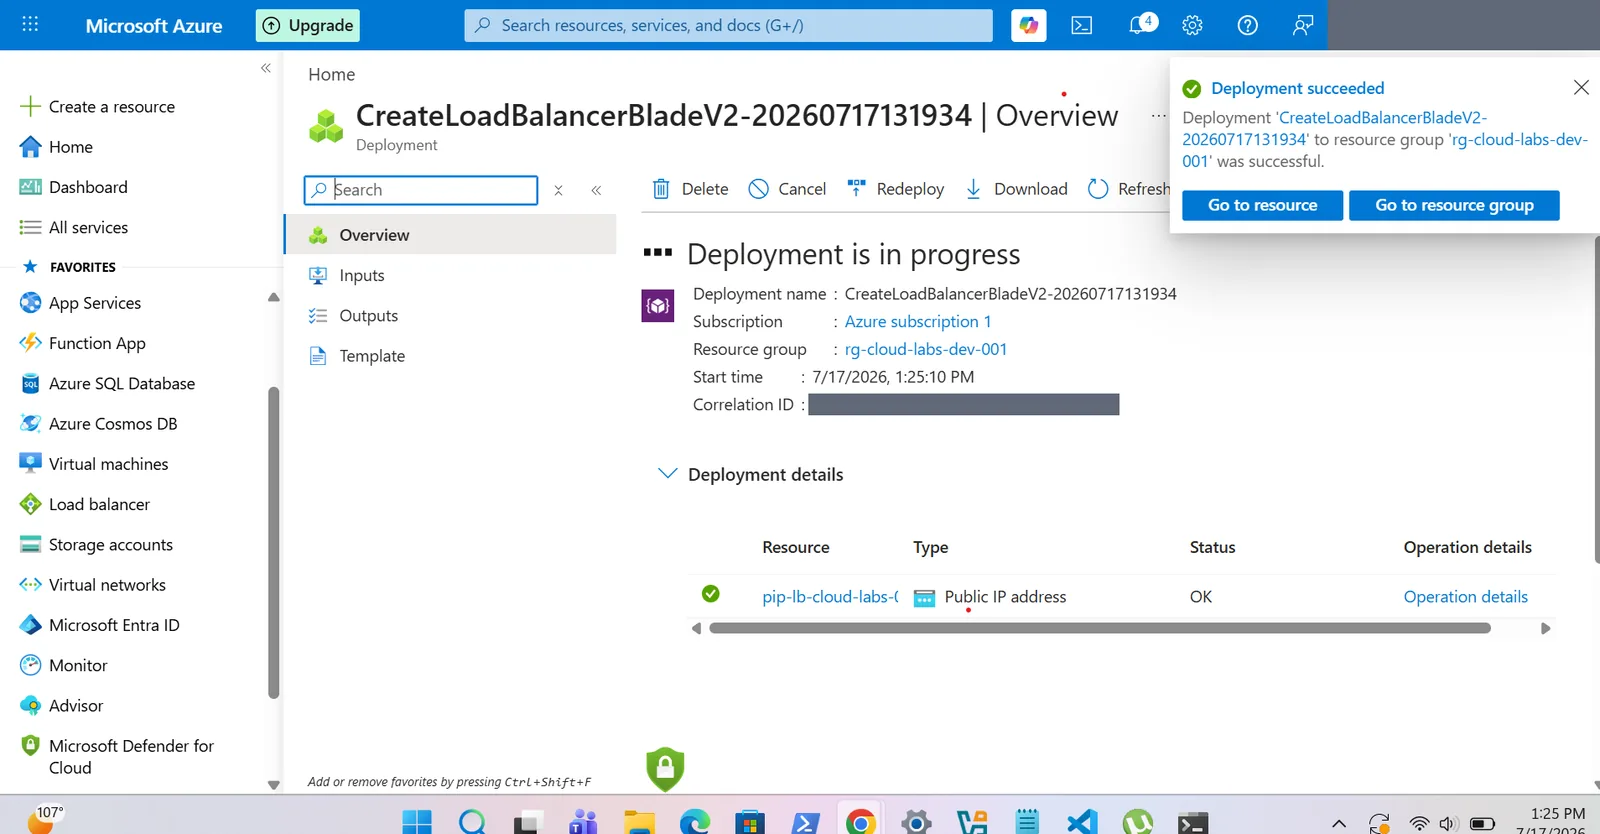 Microsoft Azure
Upgrade
Search resources, services, and docs (G+/)
4
Create a resource
Home
Dashboard
All services
FAVORITES
App Services
Function App
Azure SQL Database
Azure Cosmos DB
Virtual machines
Load balancer
Storage accounts
Virtual networks
Microsoft Entra ID
Monitor
Advisor
Microsoft Defender for
Cloud
Home
CreateLoadBalancerBladeV2-20260717131934 | Overview
Deployment
Search
Overview
Inputs
Outputs
Template
Add or remove favorites by pressing Ctrl+Shift+F
Delete
Cancel
Redeploy
Download
Refresh
Deployment is in progress
Deployment name : CreateLoadBalancerBladeV2-20260717131934
Subscription : Azure subscription 1
Resource group : rg-cloud-labs-dev-001
Start time : 7/17/2026, 1:25:10 PM
Correlation ID :
Deployment details
Resource Type Status Operation details
pip-lb-cloud-labs-0 Public IP address OK Operation details
Deployment succeeded
Deployment 'CreateLoadBalancerBladeV2-
20260717131934' to resource group 'rg-cloud-labs-dev-
001' was successful.
Go to resource
Go to resource group
107°
1:25 PM
7/17/2026